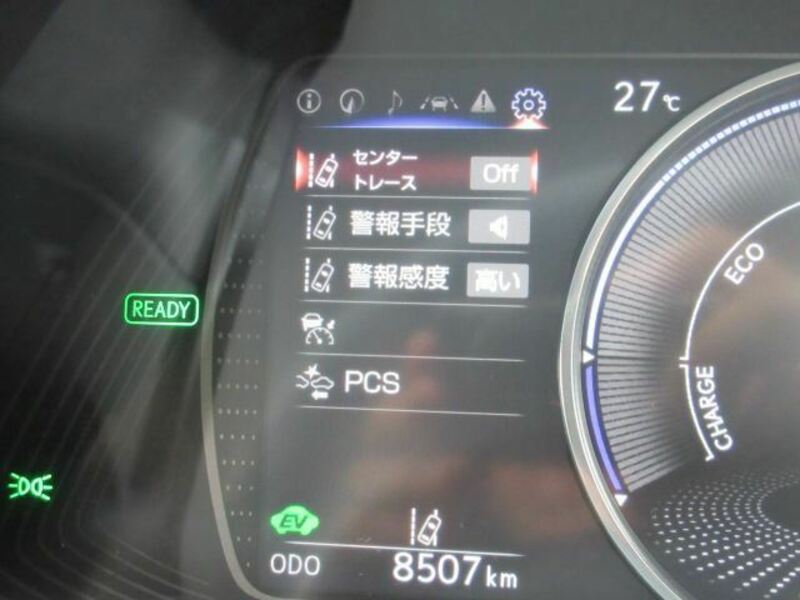 27℃
センター
トレース Off
警報手段
警報感度 高い
READY
PCS
ECO
CHARGE
EV
ODO 8507km